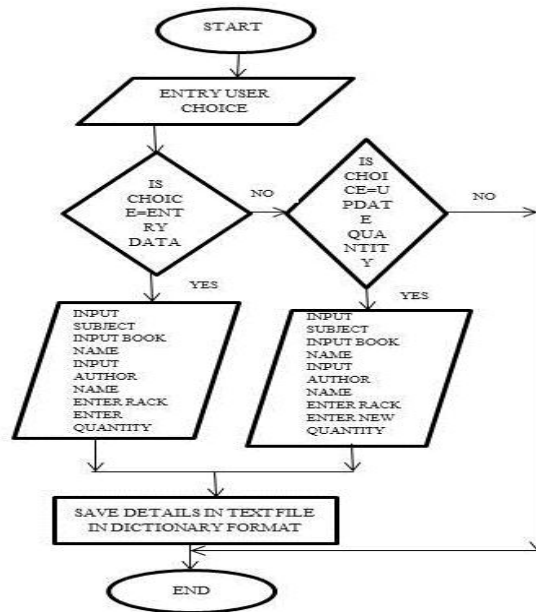 START
ENTRY USER
CHOICE
IS
CHOIC
E=ENT
RY
DATA
NO
IS
CHOI
CE=U
PDAT
E
QUA
NTIT
Y
NO
YES
YES
INPUT
SUBJECT
INPUT BOOK
NAME
INPUT
AUTHOR
NAME
ENTER RACK
ENTER
QUANTITY
INPUT
SUBJECT
INPUT BOOK
NAME
INPUT
AUTHOR
NAME
ENTER RACK
ENTER NEW
QUANTITY
SAVE DETAILS IN TEXT FILE
IN DICTIONARY FORMAT
END